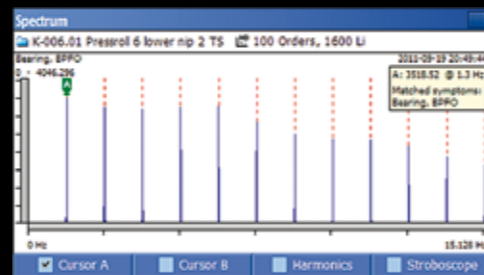 Spectrum
K-006.01 Pressroll 6 lower nip 2 TS 100 Orders, 1600 Li
Bearing, BPFO 2011-09-19 20:49:44
0 - 4046.296
A
A: 3518.52 @ 1.3 Hz
Matched symptoms:
Bearing, BPFO
0 Hz 15.128 Hz
Cursor A Cursor B Harmonics Stroboscope